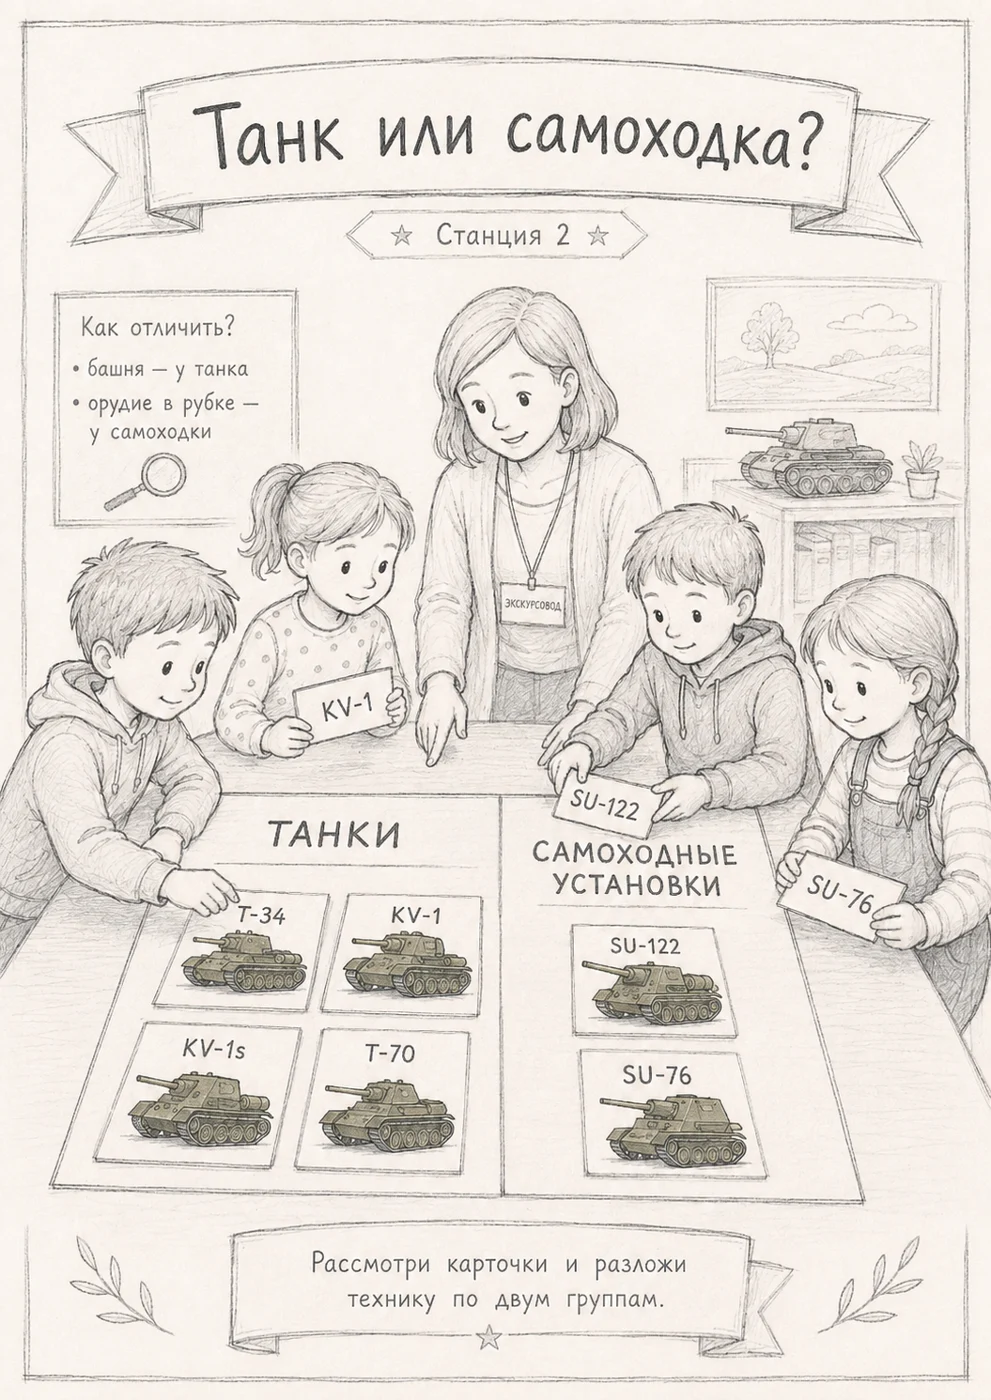 Танк или самоходка?
Станция 2
Как отличить?
• башня — у танка
• орудие в рубке —
у самоходки
ЭКСКУРСОВОД
KV-1
SU-122
SU-76
ТАНКИ
САМОХОДНЫЕ
УСТАНОВКИ
T-34
KV-1
KV-1s
T-70
SU-122
SU-76
Рассмотри карточки и разложи
технику по двум группам.